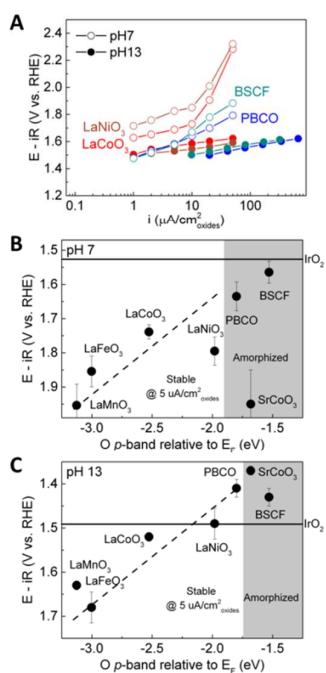 A
pH7
pH13
E - iR (V vs. RHE)
2.4
2.2
2.0
1.8
1.6
1.4
1.2
LaNiO3
LaCoO3
BSCF
PBCO
0.1 1 10 100
i (μA/cm²oxides)
B
pH 7
E - iR (V vs. RHE)
1.5
1.6
1.7
1.8
1.9
IrO2
LaCoO3
LaFeO3
LaMnO3
LaNiO3
PBCO
BSCF
Amorphized
Stable
@ 5 uA/cm²oxides
SrCoO3
-3.0 -2.5 -2.0 -1.5
O p-band relative to EF (eV)
C
pH 13
E - iR (V vs. RHE)
1.4
1.5
1.6
1.7
PBCO
SrCoO3
BSCF
IrO2
LaCoO3
LaNiO3
LaMnO3
LaFeO3
Stable
@ 5 uA/cm²oxides
Amorphized
-3.0 -2.5 -2.0 -1.5
O p-band relative to EF (eV)